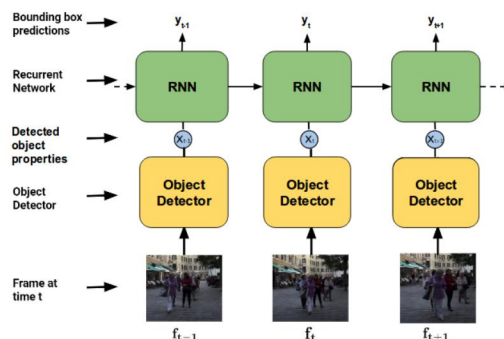 Bounding box
predictions
y t-1
y t
y t+1
Recurrent
Network
RNN
RNN
RNN
Detected
object
properties
X t-1
X t
X t+1
Object
Detector
Object
Detector
Object
Detector
Object
Detector
Frame at
time t
f t−1
f t
f t+1